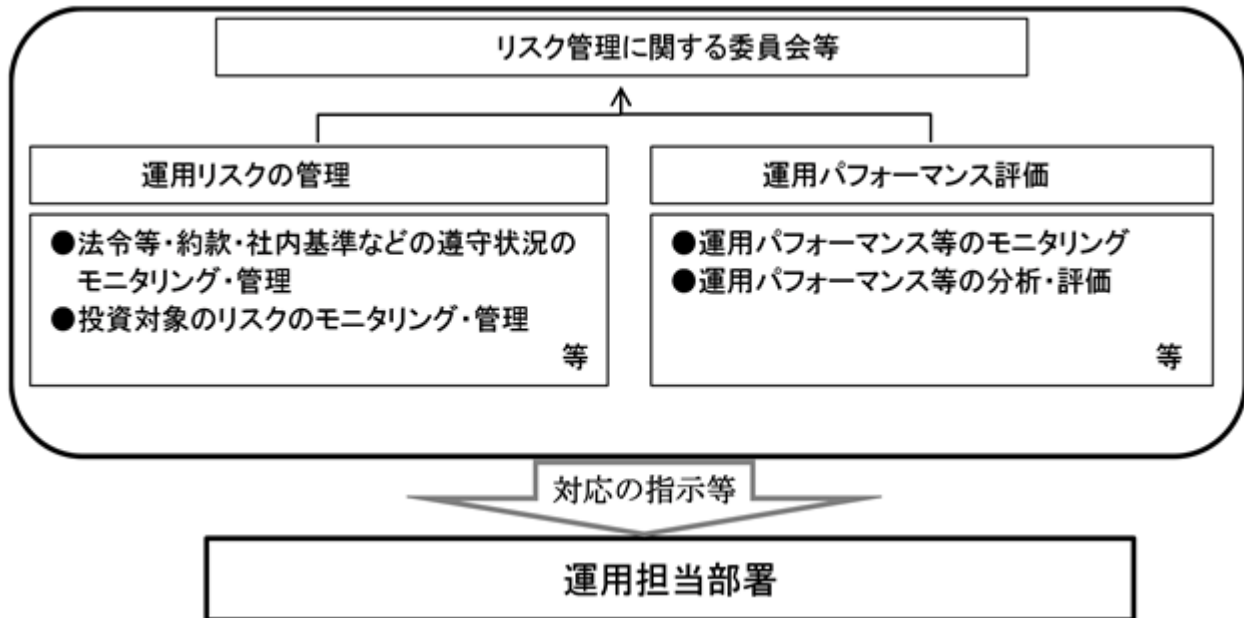 リスク管理に関する委員会等
運用リスクの管理
●法令等・約款・社内基準などの遵守状況の
モニタリング・管理
●投資対象のリスクのモニタリング・管理
等
運用パフォーマンス評価
●運用パフォーマンス等のモニタリング
●運用パフォーマンス等の分析・評価
等
対応の指示等
運用担当部署